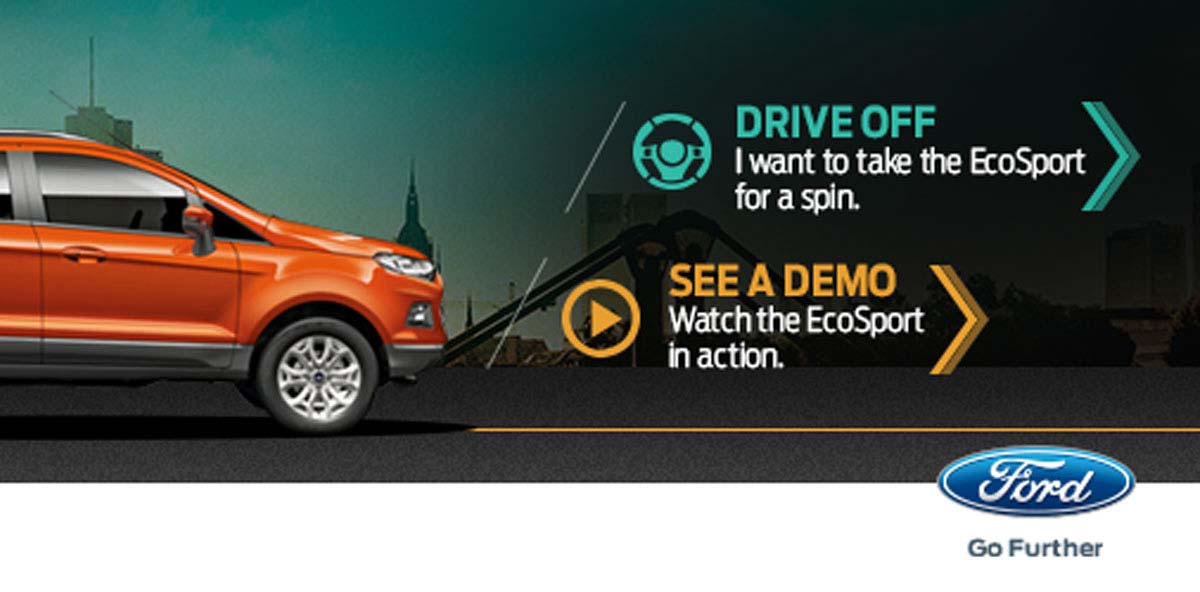 DRIVE OFF
I want to take the EcoSport
for a spin.
SEE A DEMO
Watch the EcoSport
in action.
Ford
Go Further